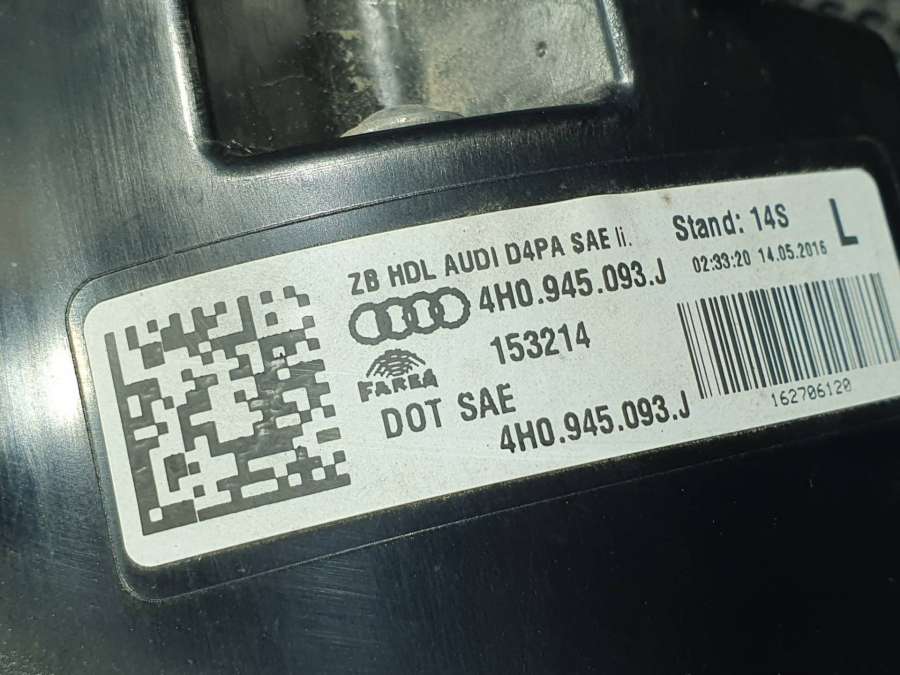 ZB HDL AUDI D4PA SAE li.
Stand: 14S
L
4H0.945.093.J
02:33:20 14.05.2016
153214
FARBA
DOT SAE
4H0.945.093.J
162706120